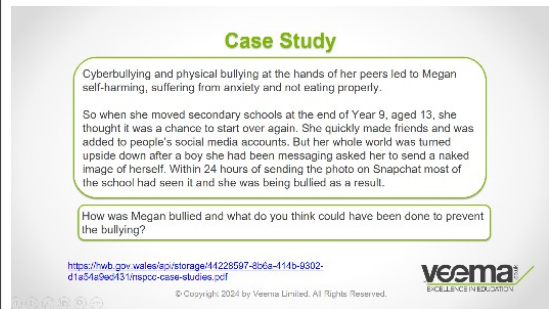 Case Study
Cyberbullying and physical bullying at the hands of her peers led to Megan
self-harming, suffering from anxiety and not eating properly.
So when she moved secondary schools at the end of Year 9, aged 13, she
thought it was a chance to start over again. She quickly made friends and was
added to people's social media accounts. But her whole world was turned
upside down after a boy she had been messaging asked her to send a naked
image of herself. Within 24 hours of sending the photo on Snapchat most of
the school had seen it and she was being bullied as a result.
How was Megan bullied and what do you think could have been done to prevent
the bullying?
https://hwb.gov.wales/api/storage/44228597-8b6a-414b-9302-
d1a54a9ed431/nspcc-case-studies.pdf
veema
EXCELLENCE IN EDUCATION
© Copyright 2024 by Veema Limited. All Rights Reserved.